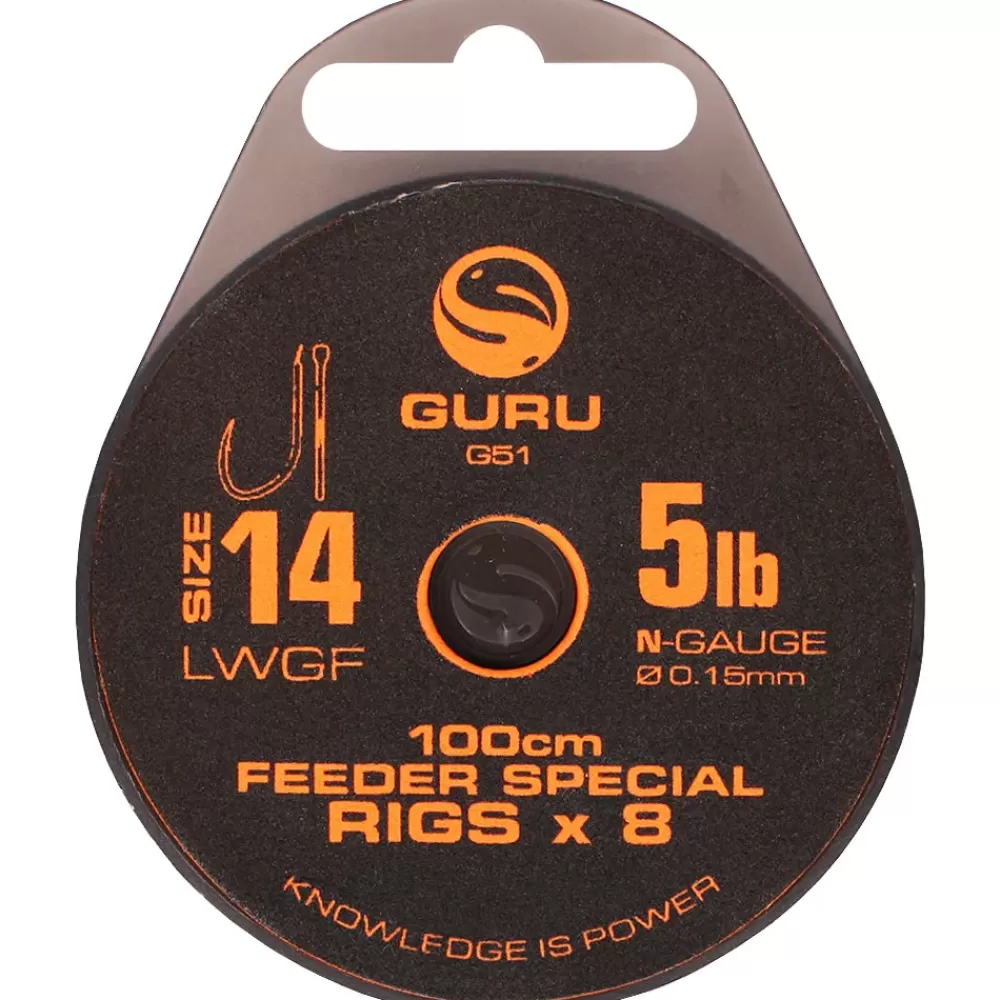 GURU
G51
SIZE 14
LWGF
5lb
N-GAUGE
Ø 0.15mm
100cm
FEEDER SPECIAL
RIGS x 8
KNOWLEDGE IS POWER